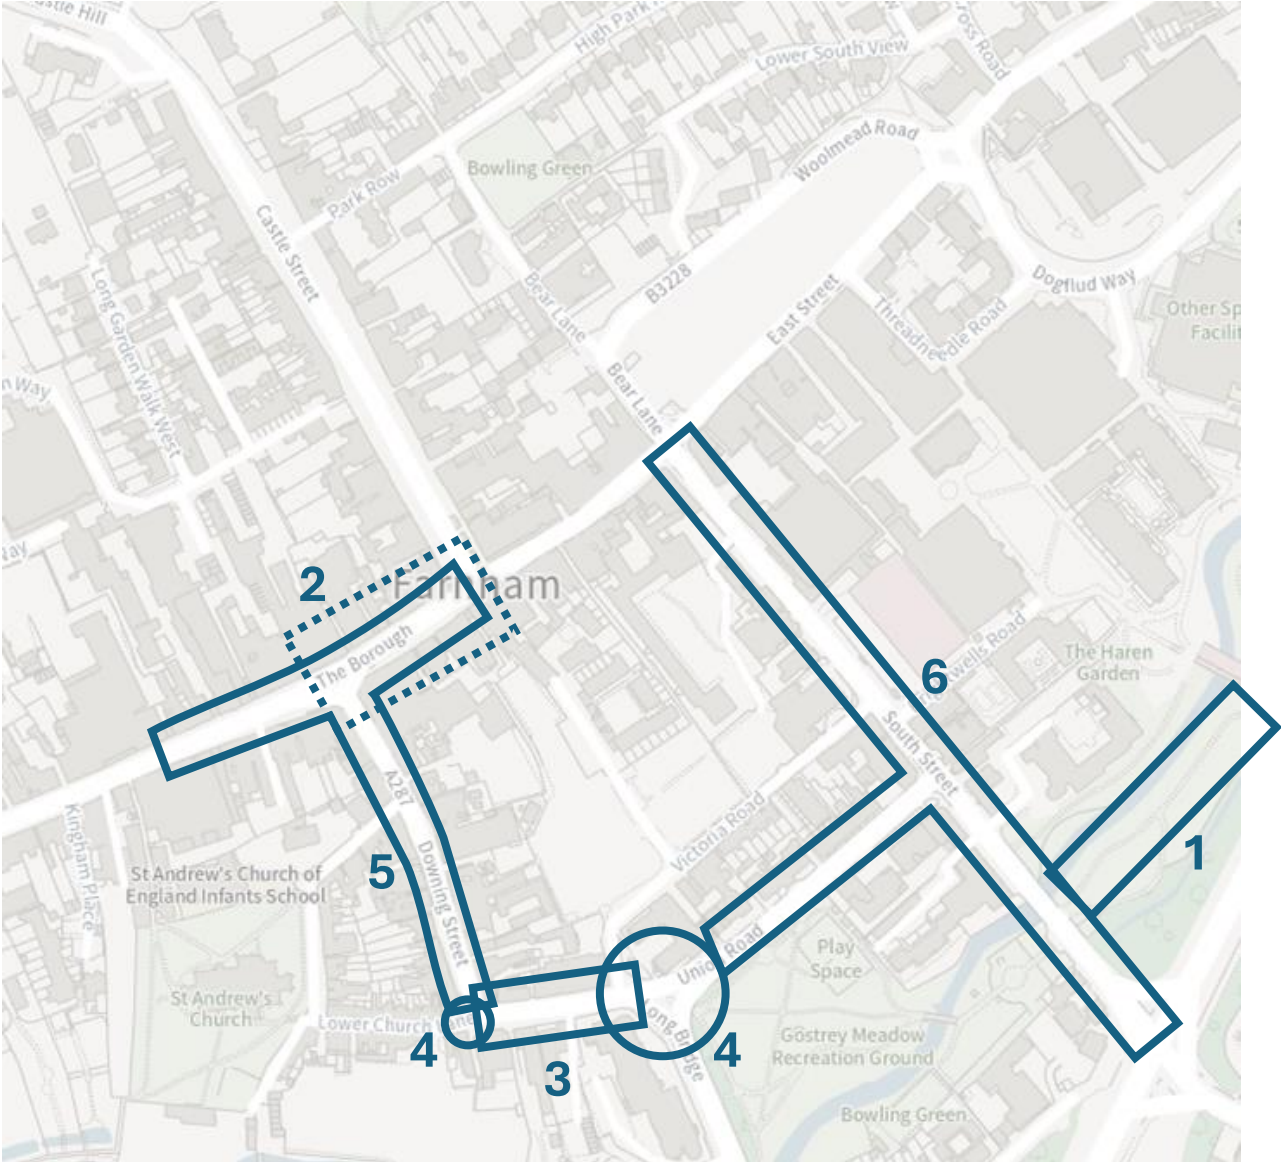 stle Hill
High Park R
ross Road
Lower South View
Woolmead Road
Bowling Green
Park Row
Castle Street
Long Garden Walk West
Bear Lane
B3228
Dogflud Way
East Street
Threadneedle Road
Other Sp
Facilit
n Way
Bear Lane
2
Farnham
The Borough
6
wells Road
The Haren
Garden
South Street
A287
Kingham Place
Victoria Road
1
St Andrew's Church of
England Infants School
5
Downing Street
Union Road
Play
Space
St Andrew's
Church
Lower Church Lane
4
3
4
Long Bridge
Gostrey Meadow
Recreation Ground
Bowling Green